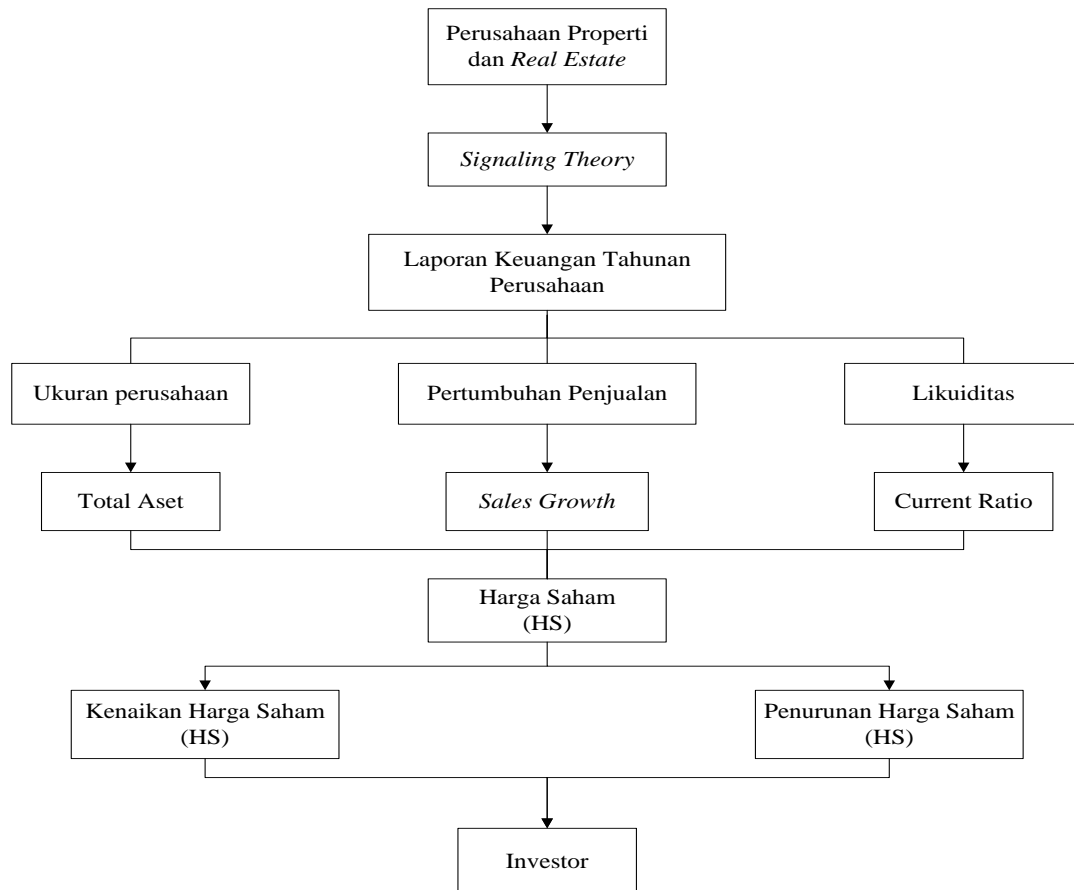 Perusahaan Properti
dan Real Estate
Signaling Theory
Laporan Keuangan Tahunan
Perusahaan
Ukuran perusahaan
Pertumbuhan Penjualan
Likuiditas
Total Aset
Sales Growth
Current Ratio
Harga Saham
(HS)
Kenaikan Harga Saham
(HS)
Penurunan Harga Saham
(HS)
Investor